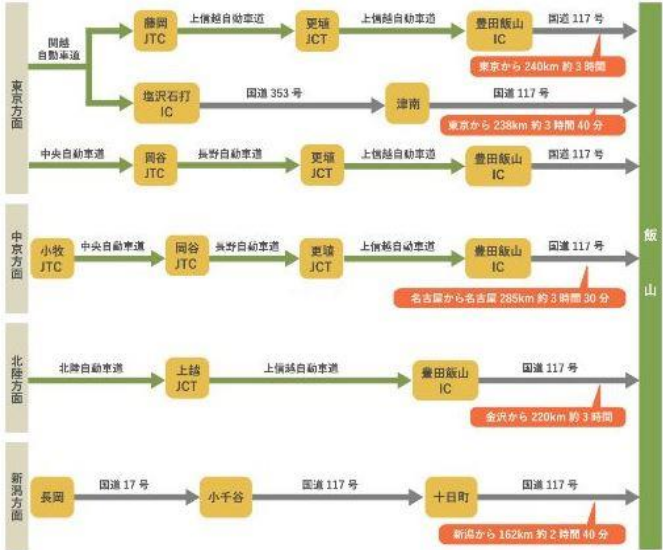 東京方面
関越
自動車道
藤岡
JTC
上信越自動車道
更埴
JCT
上信越自動車道
豊田飯山
IC
国道 117 号
東京から 240km 約 3 時間
塩沢石打
IC
国道 353 号
津南
国道 117 号
東京から 238km 約 3 時間 40 分
中央自動車道
岡谷
JTC
長野自動車道
更埴
JCT
上信越自動車道
豊田飯山
IC
国道 117 号
中京方面
小牧
JTC
中央自動車道
岡谷
JTC
長野自動車道
更埴
JCT
上信越自動車道
豊田飯山
IC
国道 117 号
名古屋から名古屋 285km 約 3 時間 30 分
北陸方面
北陸自動車道
上越
JCT
上信越自動車道
豊田飯山
IC
国道 117 号
金沢から 220km 約 3 時間
新潟方面
長岡
国道 17 号
小千谷
国道 117 号
十日町
国道 117 号
新潟から 162km 約 2 時間 40 分
飯山